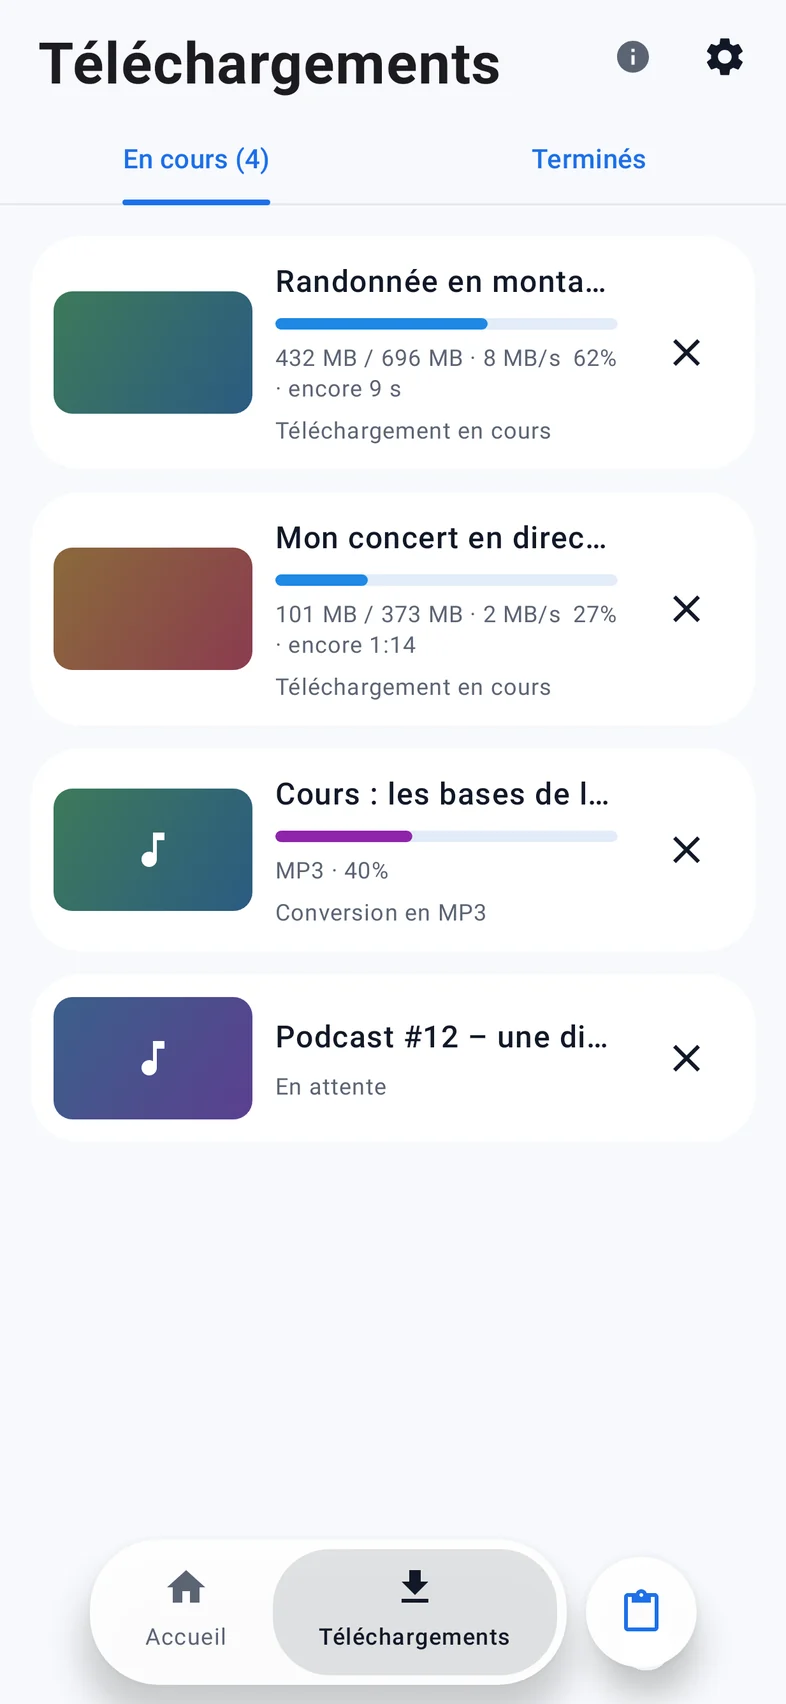 Téléchargements
En cours (4)
Terminés
Randonnée en monta...
432 MB / 696 MB · 8 MB/s 62%
· encore 9 s
Téléchargement en cours
Mon concert en direc...
101 MB / 373 MB · 2 MB/s 27%
· encore 1:14
Téléchargement en cours
Cours : les bases de l...
MP3 · 40%
Conversion en MP3
Podcast #12 – une di...
En attente
Accueil
Téléchargements